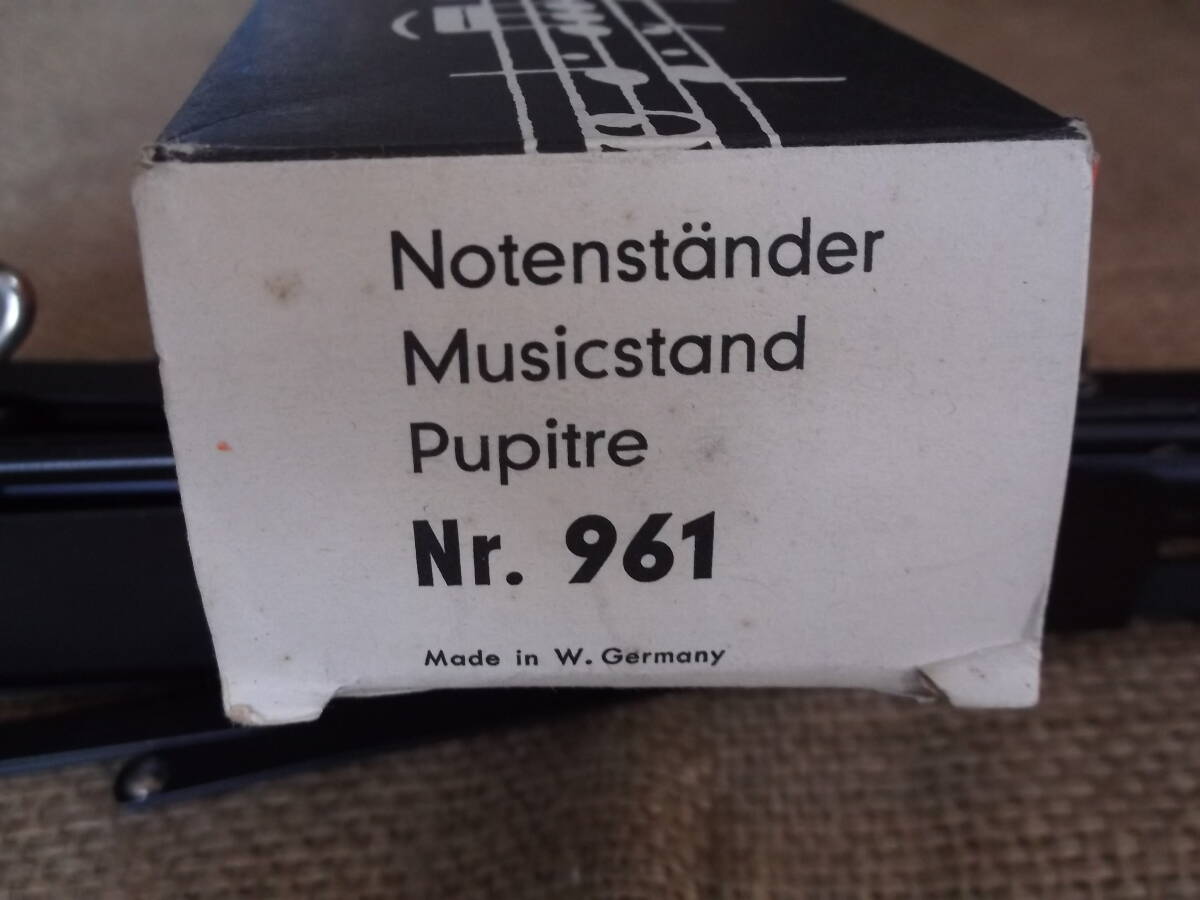 Notenständer
Musicstand
Pupitre
Nr. 961
Made in W. Germany